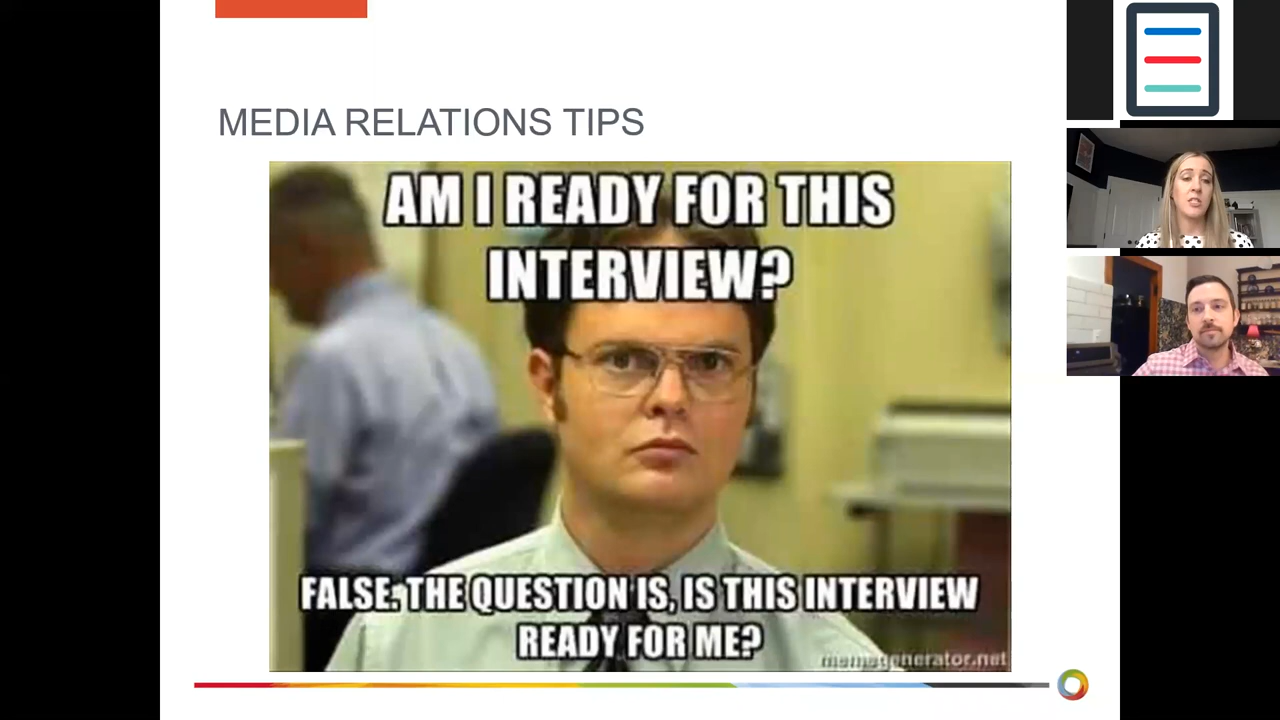 MEDIA RELATIONS TIPS
AM I READY FOR THIS
INTERVIEW?
FALSE. THE QUESTION IS, IS THIS INTERVIEW
READY FOR ME?
memegenerator.net